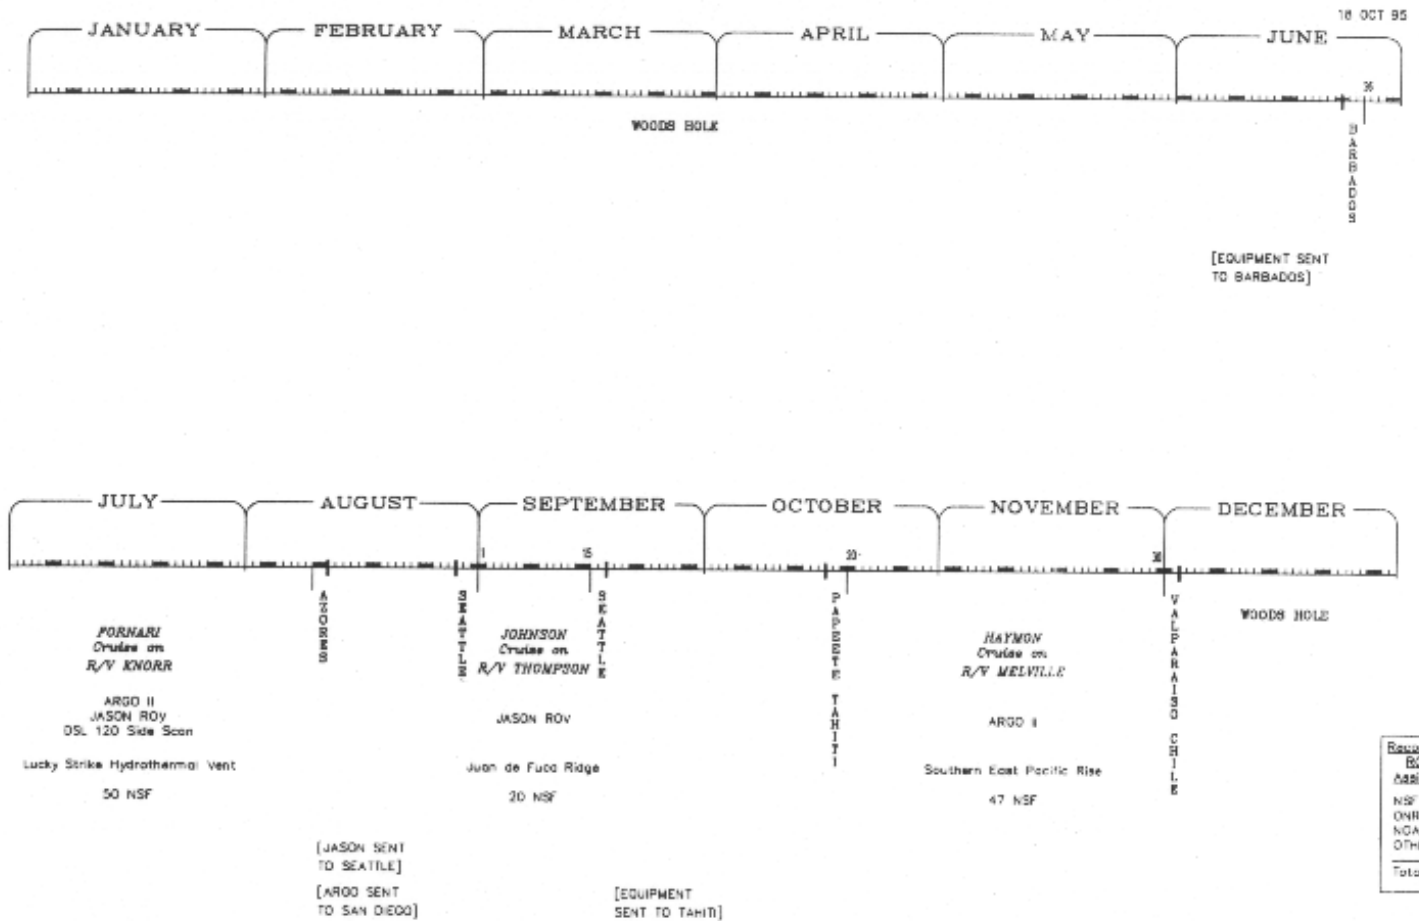 18 OCT 95
JANUARY FEBRUARY MARCH APRIL MAY JUNE
WOODS HOLE
BARBADOS
[EQUIPMENT SENT
TO BARBADOS]
JULY AUGUST SEPTEMBER OCTOBER NOVEMBER DECEMBER
1 15 20 30
AZORES
SEATTLE
SEATTLE
PAPEETE TAHITI
VALPARAISO CHILE
WOODS HOLE
FORNARI
Cruise on
R/V KNORR
ARGO II
JASON ROV
DSL 120 Side Scan
Lucky Strike Hydrothermal Vent
50 NSF
JOHNSON
Cruise on
R/V THOMPSON
JASON ROV
Juan de Fuca Ridge
20 NSF
HAYMON
Cruise on
R/V MELVILLE
ARGO II
Southern East Pacific Rise
47 NSF
[JASON SENT
TO SEATTLE]
[ARGO SENT
TO SAN DIEGO]
[EQUIPMENT
SENT TO TAHITI]
NSF
ONR
Total